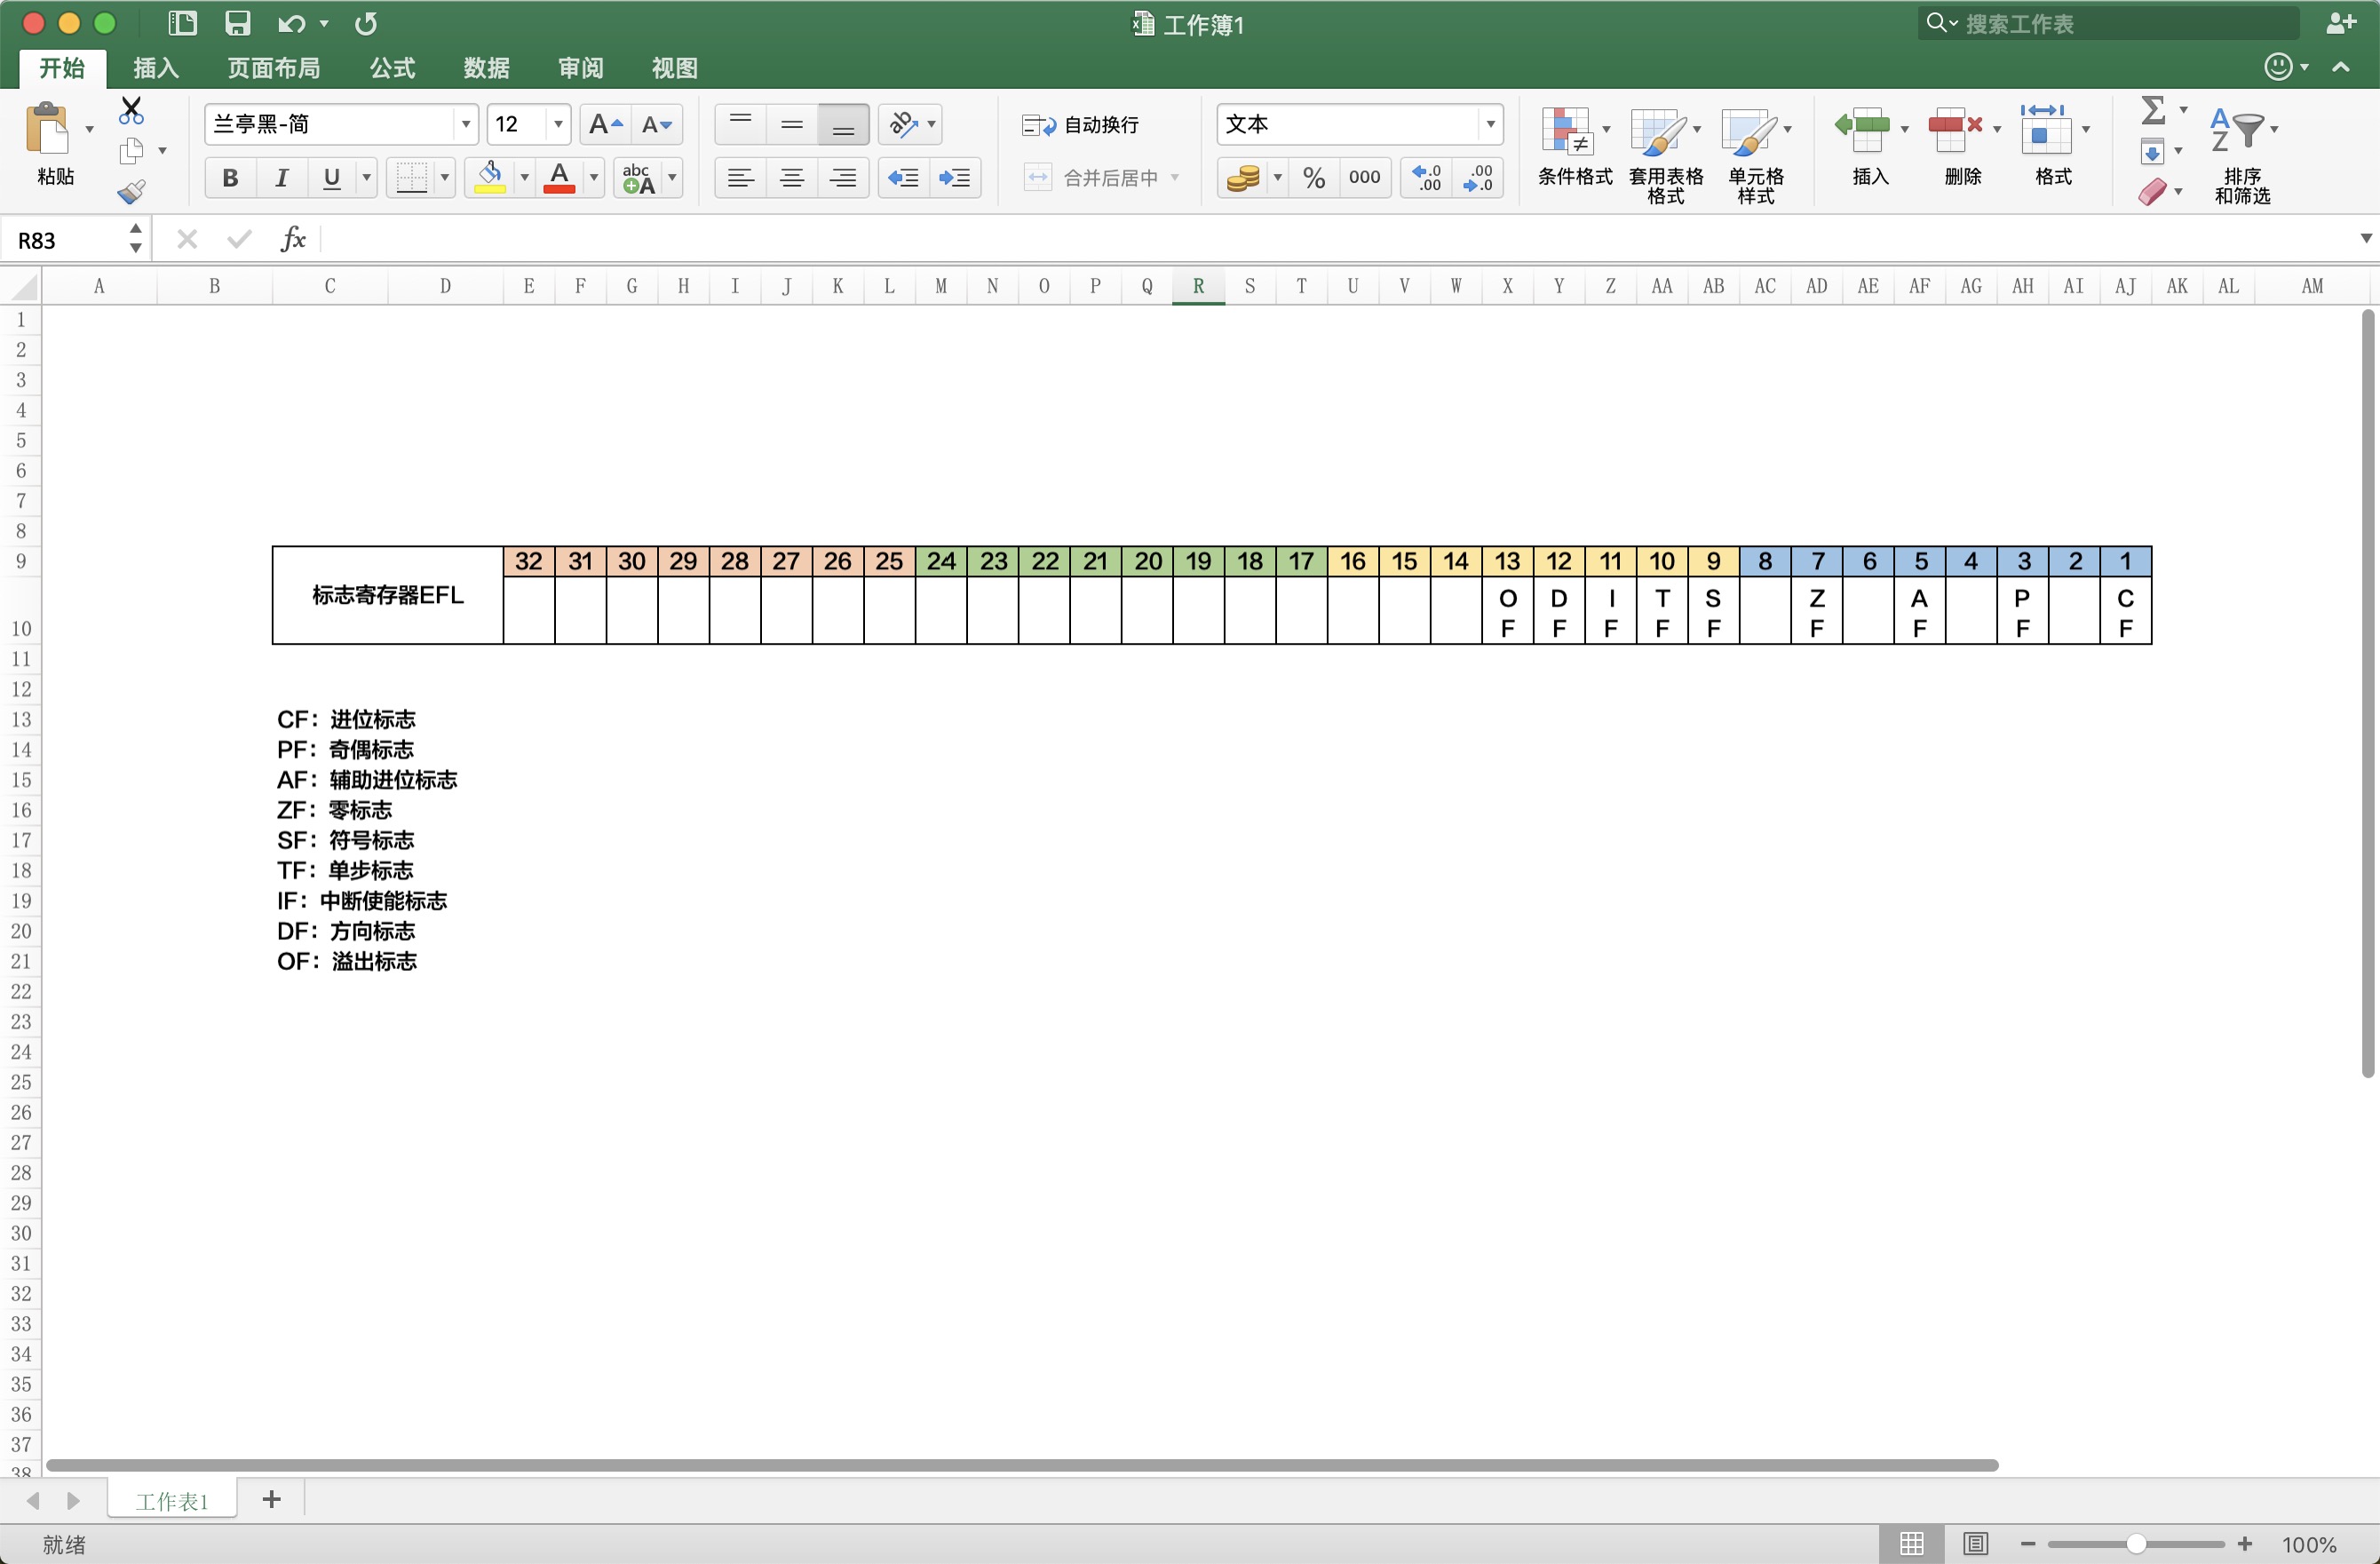 工作簿1
搜索工作表
开始 插入 页面布局 公式 数据 审阅 视图
粘贴
兰亭黑-简 12 A A
B I U A abc A
ab
自动换行
合并后居中
文本
% 000 .0 .00 .00 .0
条件格式 套用表格格式 单元格样式
插入 删除 格式
Σ A Z 排序和筛选
R83 fx
A B C D E F G H I J K L M N O P Q R S T U V W X Y Z AA AB AC AD AE AF AG AH AI AJ AK AL AM
1
2
3
4
5
6
7
8
9 32 31 30 29 28 27 26 25 24 23 22 21 20 19 18 17 16 15 14 13 12 11 10 9 8 7 6 5 4 3 2 1
10 标志寄存器EFL OF DF IF TF SF ZF AF PF CF
11
12
13 CF：进位标志
14 PF：奇偶标志
15 AF：辅助进位标志
16 ZF：零标志
17 SF：符号标志
18 TF：单步标志
19 IF：中断使能标志
20 DF：方向标志
21 OF：溢出标志
22
23
24
25
26
27
28
29
30
31
32
33
34
35
36
37
38
工作表1 +
就绪 100%